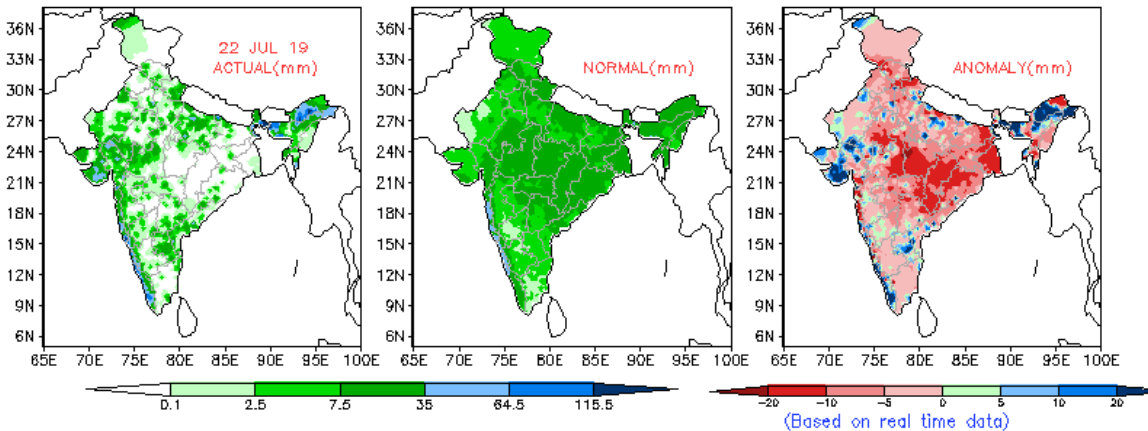 36N
33N
30N
27N
24N
21N
18N
15N
12N
9N
6N
65E 70E 75E 80E 85E 90E 95E 100E
22 JUL 19
ACTUAL(mm)
36N
33N
30N
27N
24N
21N
18N
15N
12N
9N
6N
65E 70E 75E 80E 85E 90E 95E 100E
NORMAL(mm)
36N
33N
30N
27N
24N
21N
18N
15N
12N
9N
6N
65E 70E 75E 80E 85E 90E 95E 100E
ANOMALY(mm)
0.1 2.5 7.5 35 64.5 115.5
-20 -10 -5 0 5 10 20
(Based on real time data)